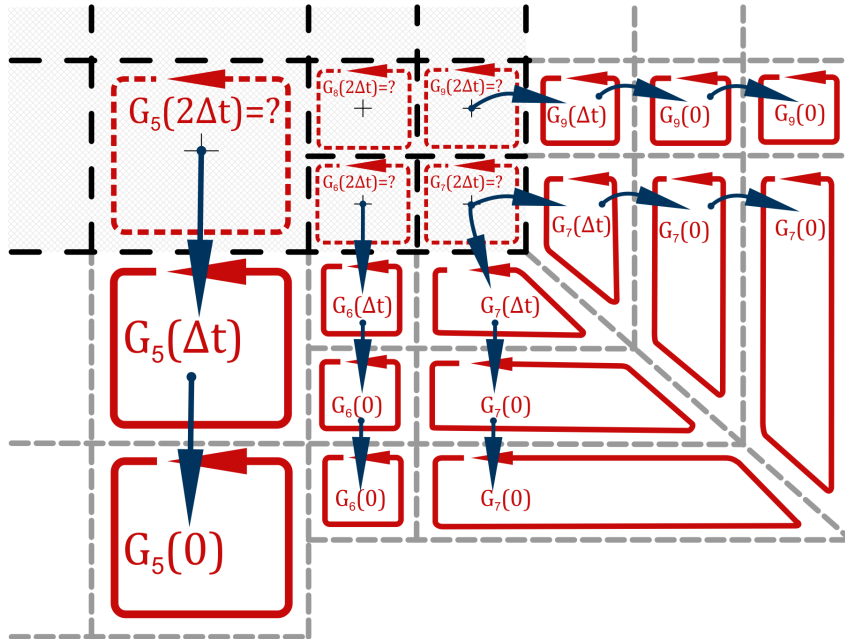 G₈(2Δt)=?
G₉(2Δt)=?
G₅(2Δt)=?
G₉(Δt)
G₉(0)
G₉(0)
G₆(2Δt)=?
G₇(2Δt)=?
G₇(Δt)
G₇(0)
G₇(0)
G₅(Δt)
G₆(Δt)
G₇(Δt)
G₆(0)
G₇(0)
G₅(0)
G₆(0)
G₇(0)